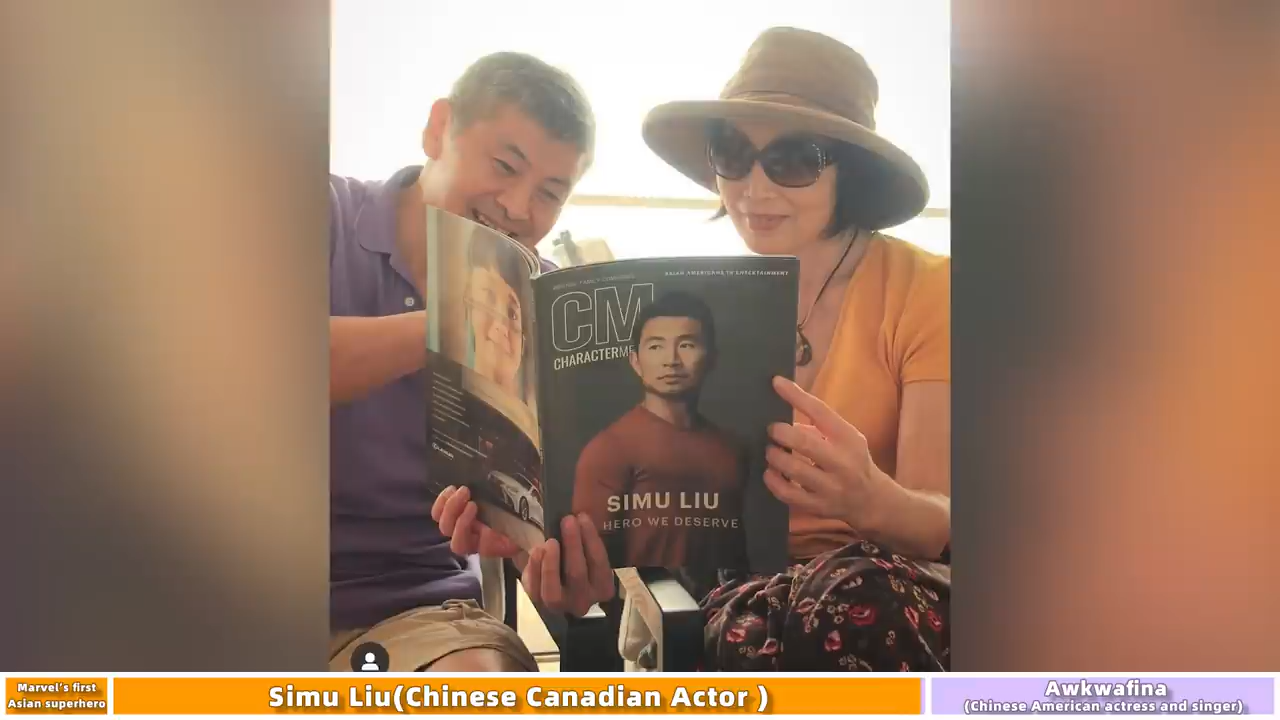 ASIAN AMERICANS IN ENTERTAINMENT
CM
CHARACTER
SIMU LIU
HERO WE DESERVE
Marvel's first
Asian superhero
Simu Liu(Chinese Canadian Actor )
Awkwafina
(Chinese American actress and singer)